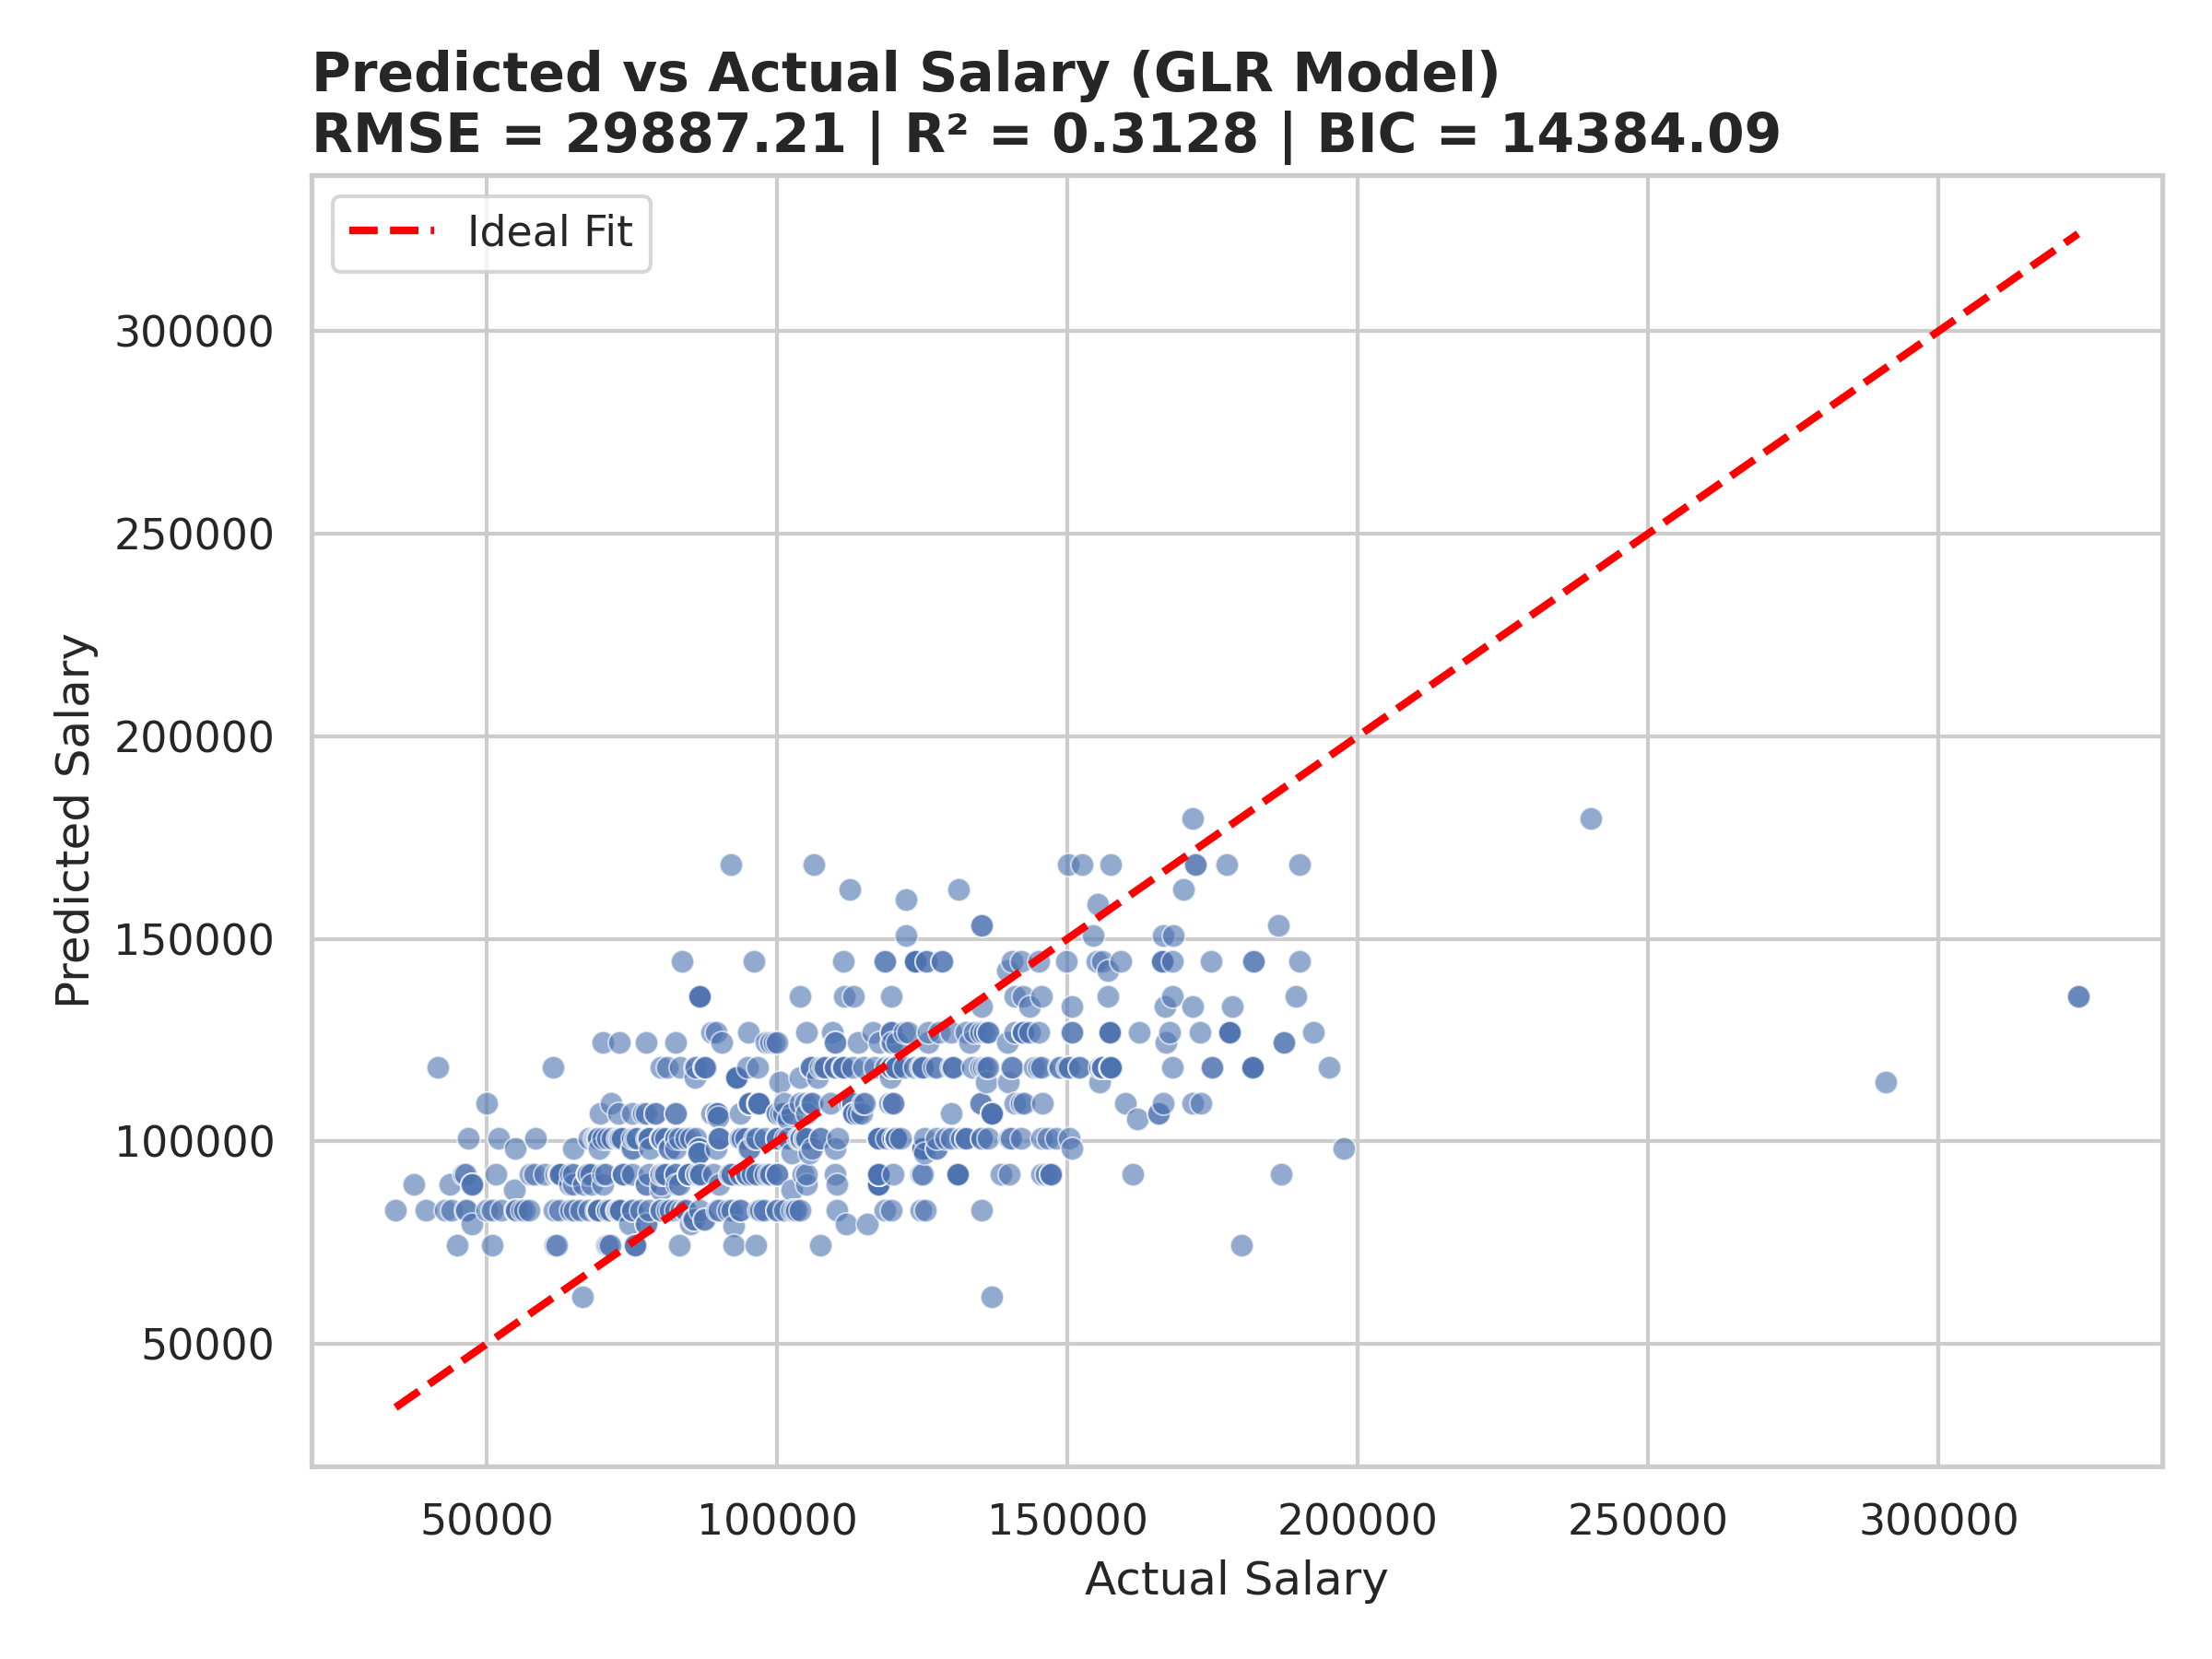 Predicted vs Actual Salary (GLR Model)
RMSE = 29887.21 | R² = 0.3128 | BIC = 14384.09
Ideal Fit
300000
250000
200000
150000
100000
50000
Predicted Salary
50000 100000 150000 200000 250000 300000
Actual Salary